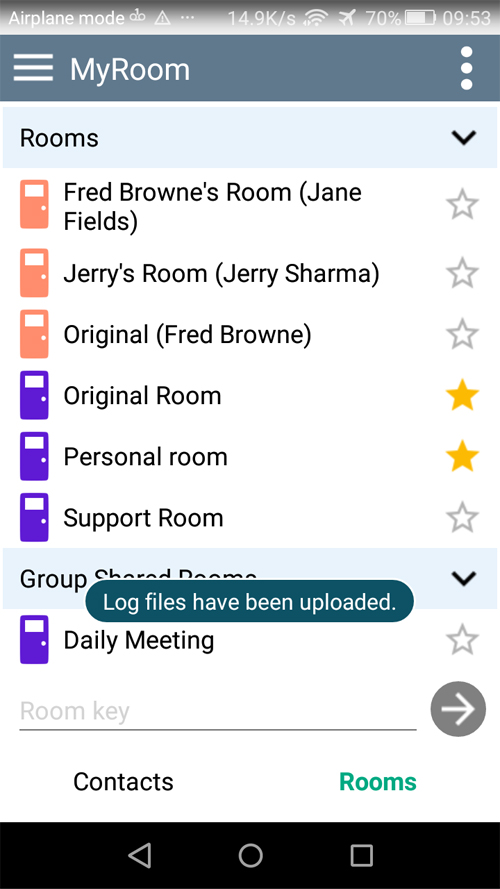 Airplane mode ... 14.9K/s 70% 09:53
MyRoom
Rooms
Fred Browne's Room (Jane
Fields)
Jerry's Room (Jerry Sharma)
Original (Fred Browne)
Original Room
Personal room
Support Room
Group Shared Rooms
Log files have been uploaded.
Daily Meeting
Room key
Contacts
Rooms